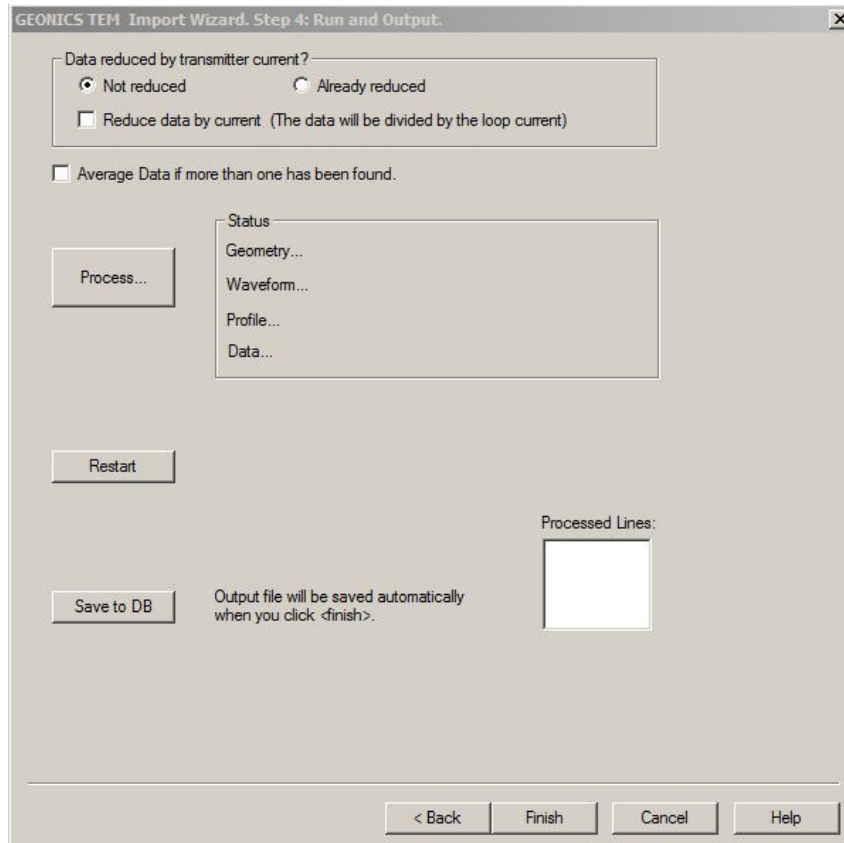 GEONICS TEM  Import Wizard. Step 4: Run and Output.
Data reduced by transmitter current?
Not reduced
Already reduced
Reduce data by current  (The data will be divided by the loop current)
Average Data if more than one has been found.
Status
Process...
Geometry...
Waveform...
Profile...
Data...
Restart
Processed Lines:
Save to DB
Output file will be saved automatically
when you click <finish>.
< Back
Finish
Cancel
Help